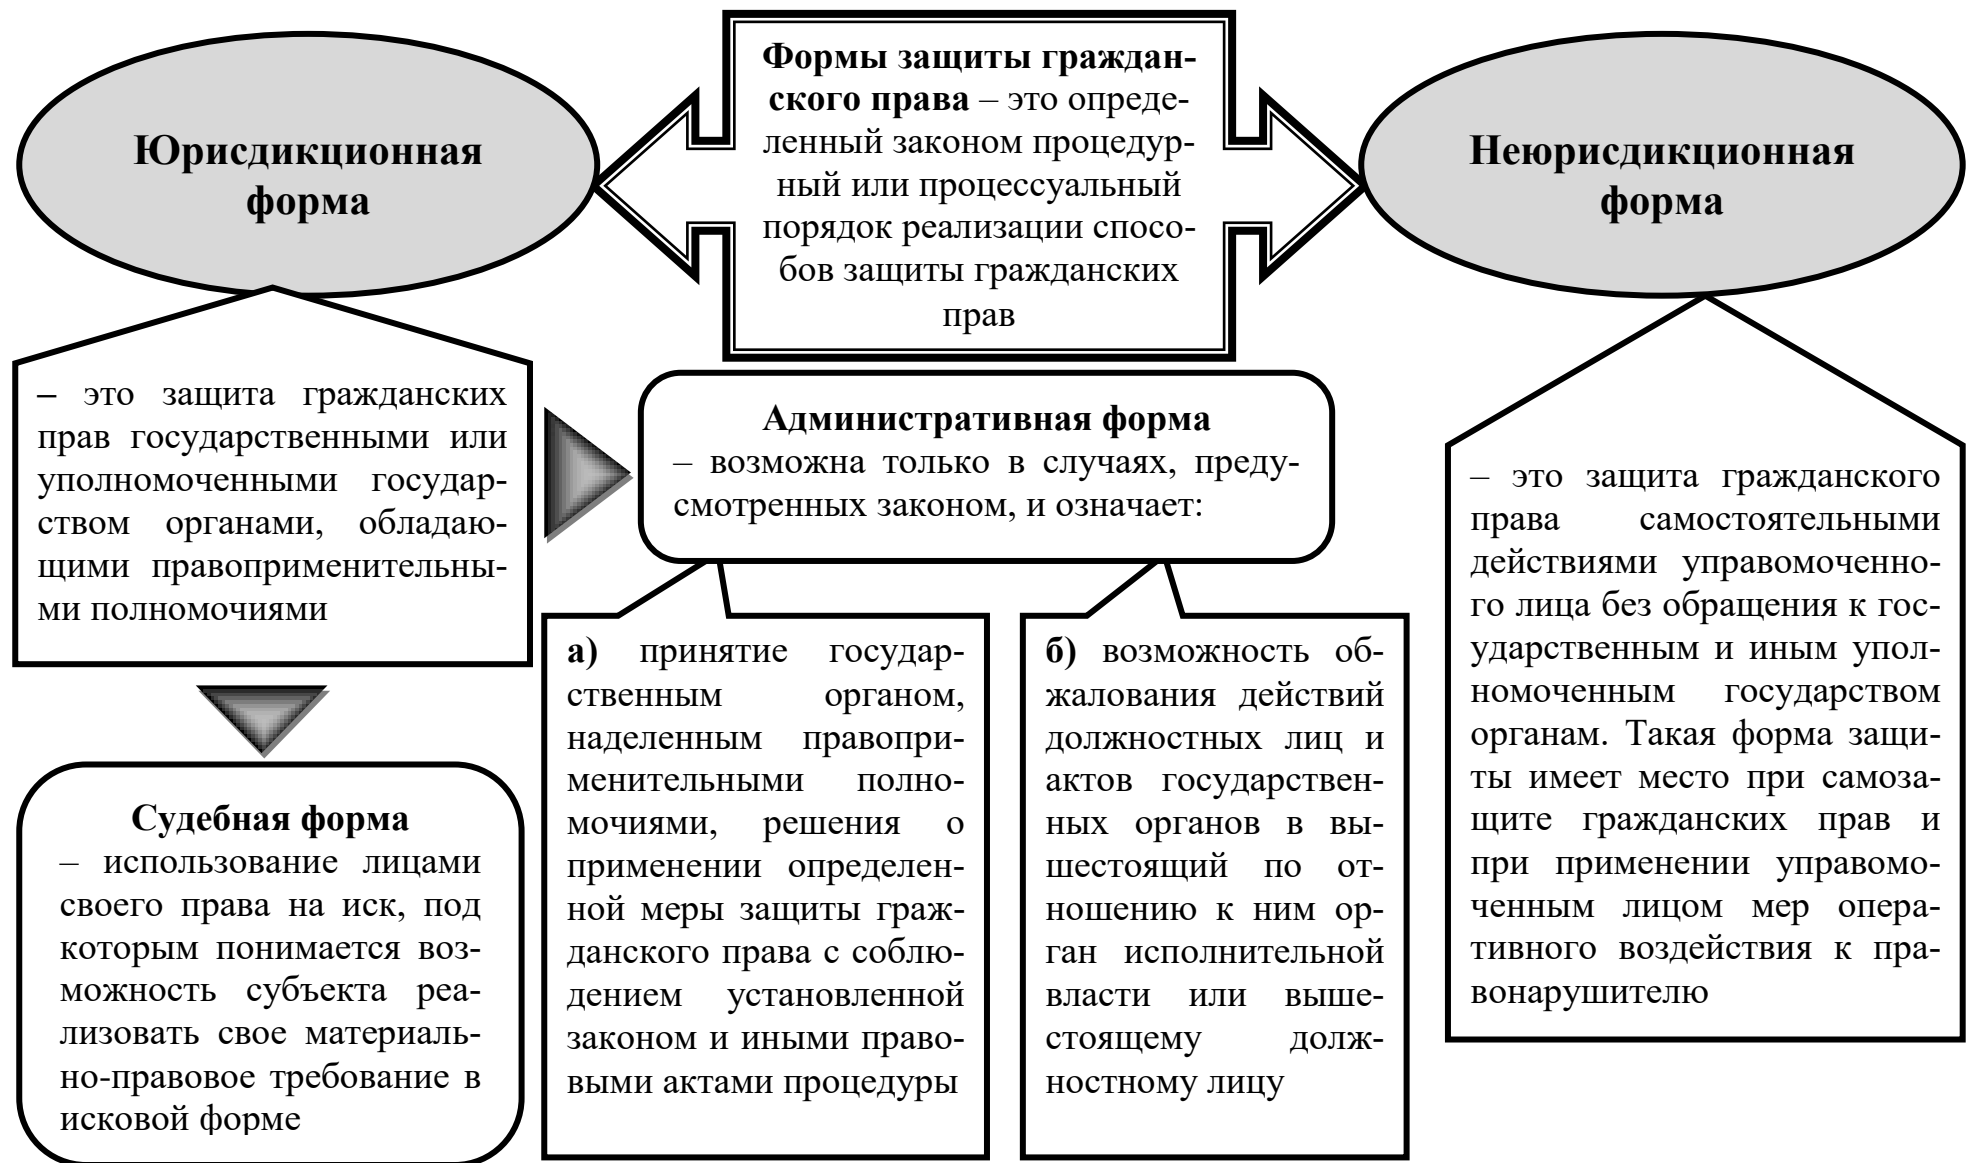 Формы защиты граждан-
ского права – это опреде-
ленный законом процедур-
ный или процессуальный
порядок реализации спосо-
бов защиты гражданских
прав
Юрисдикционная
форма
– это защита гражданских
прав государственными или
уполномоченными государ-
ством органами, обладаю-
щими правоприменительны-
ми полномочиями
Судебная форма
– использование лицами
своего права на иск, под
которым понимается воз-
можность субъекта реа-
лизовать свое материаль-
но-правовое требование в
исковой форме
Административная форма
– возможна только в случаях, преду-
смотренных законом, и означает:
а) принятие государ-
ственным органом,
наделенным правопри-
менительными полно-
мочиями, решения о
применении определен-
ной меры защиты граж-
данского права с соблю-
дением установленной
законом и иными право-
выми актами процедуры
б) возможность об-
жалования действий
должностных лиц и
актов государствен-
ных органов в вы-
шестоящий по от-
ношению к ним ор-
ган исполнительной
власти или выше-
стоящему долж-
ностному лицу
Неюрисдикционная
форма
– это защита гражданского
права самостоятельными
действиями управомоченно-
го лица без обращения к гос-
ударственным и иным упол-
номоченным государством
органам. Такая форма защи-
ты имеет место при самоза-
щите гражданских прав и
при применении управомо-
ченным лицом мер опера-
тивного воздействия к пра-
вонарушителю